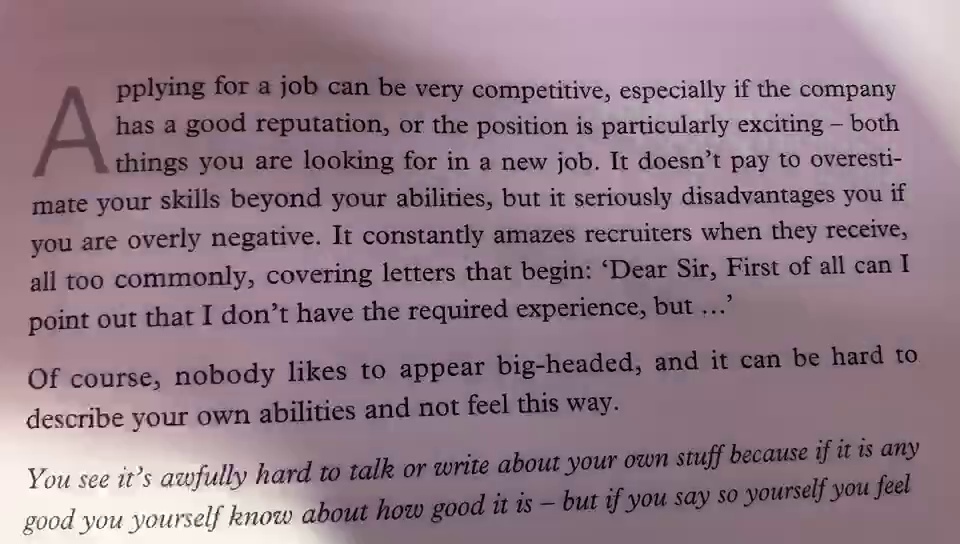 Applying for a job can be very competitive, especially if the company
has a good reputation, or the position is particularly exciting – both
things you are looking for in a new job. It doesn't pay to overesti-
mate your skills beyond your abilities, but it seriously disadvantages you if
you are overly negative. It constantly amazes recruiters when they receive,
all too commonly, covering letters that begin: ‘Dear Sir, First of all can I
point out that I don’t have the required experience, but ...’
Of course, nobody likes to appear big-headed, and it can be hard to
describe your own abilities and not feel this way.
You see it’s awfully hard to talk or write about your own stuff because if it is any
good you yourself know about how good it is – but if you say so yourself you feel